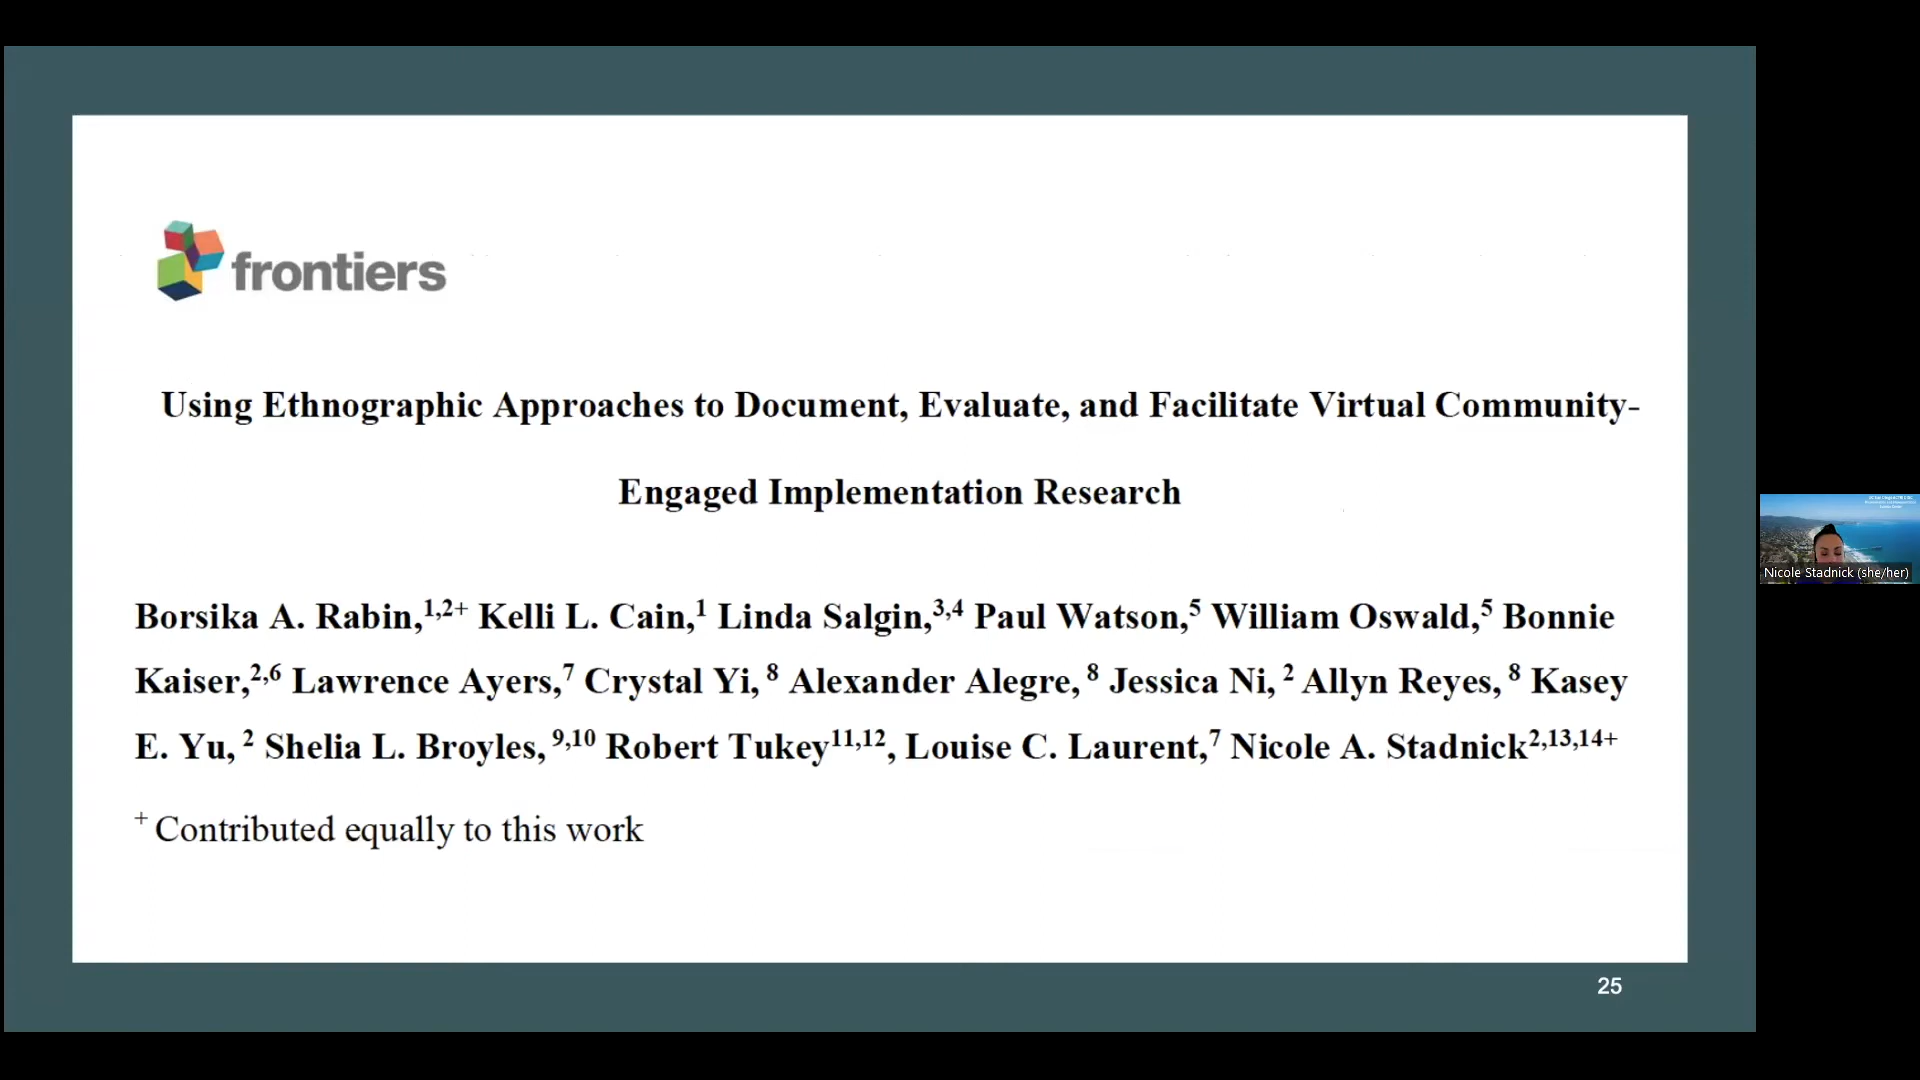 frontiers
Using Ethnographic Approaches to Document, Evaluate, and Facilitate Virtual Community-
Engaged Implementation Research
Borsika A. Rabin,1,2+ Kelli L. Cain,1 Linda Salgin,3,4 Paul Watson,5 William Oswald,5 Bonnie
Kaiser,2,6 Lawrence Ayers,7 Crystal Yi, 8 Alexander Alegre, 8 Jessica Ni, 2 Allyn Reyes, 8 Kasey
E. Yu, 2 Shelia L. Broyles, 9,10 Robert Tukey11,12, Louise C. Laurent,7 Nicole A. Stadnick2,13,14+
+ Contributed equally to this work
25
Nicole Stadnick (she/her)